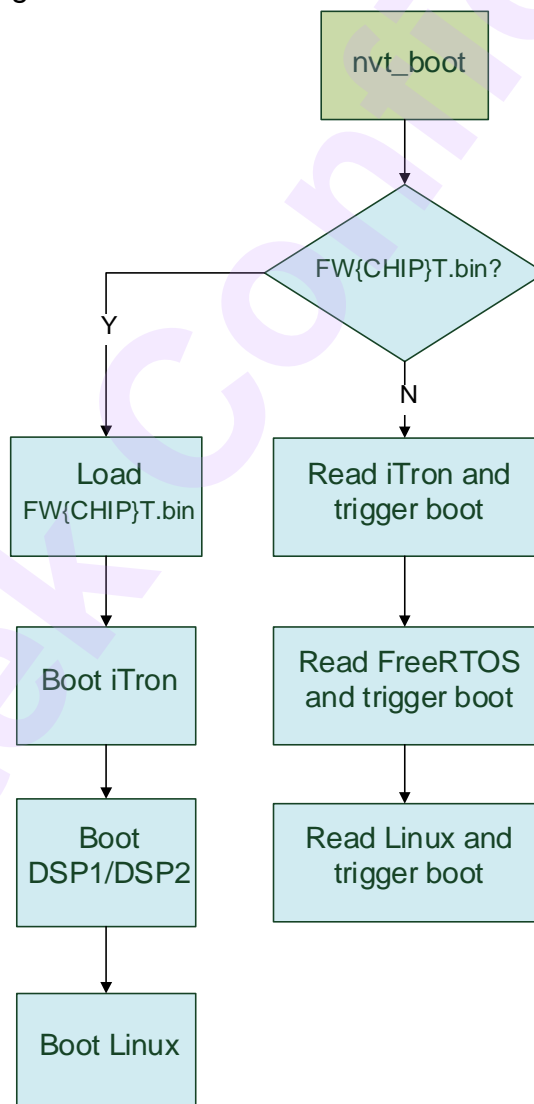 nvt_boot
FW{CHIP}T.bin?
Y
N
Load
FW{CHIP}T.bin
Boot iTron
Boot
DSP1/DSP2
Boot Linux
Read iTron and
trigger boot
Read FreeRTOS
and trigger boot
Read Linux and
trigger boot